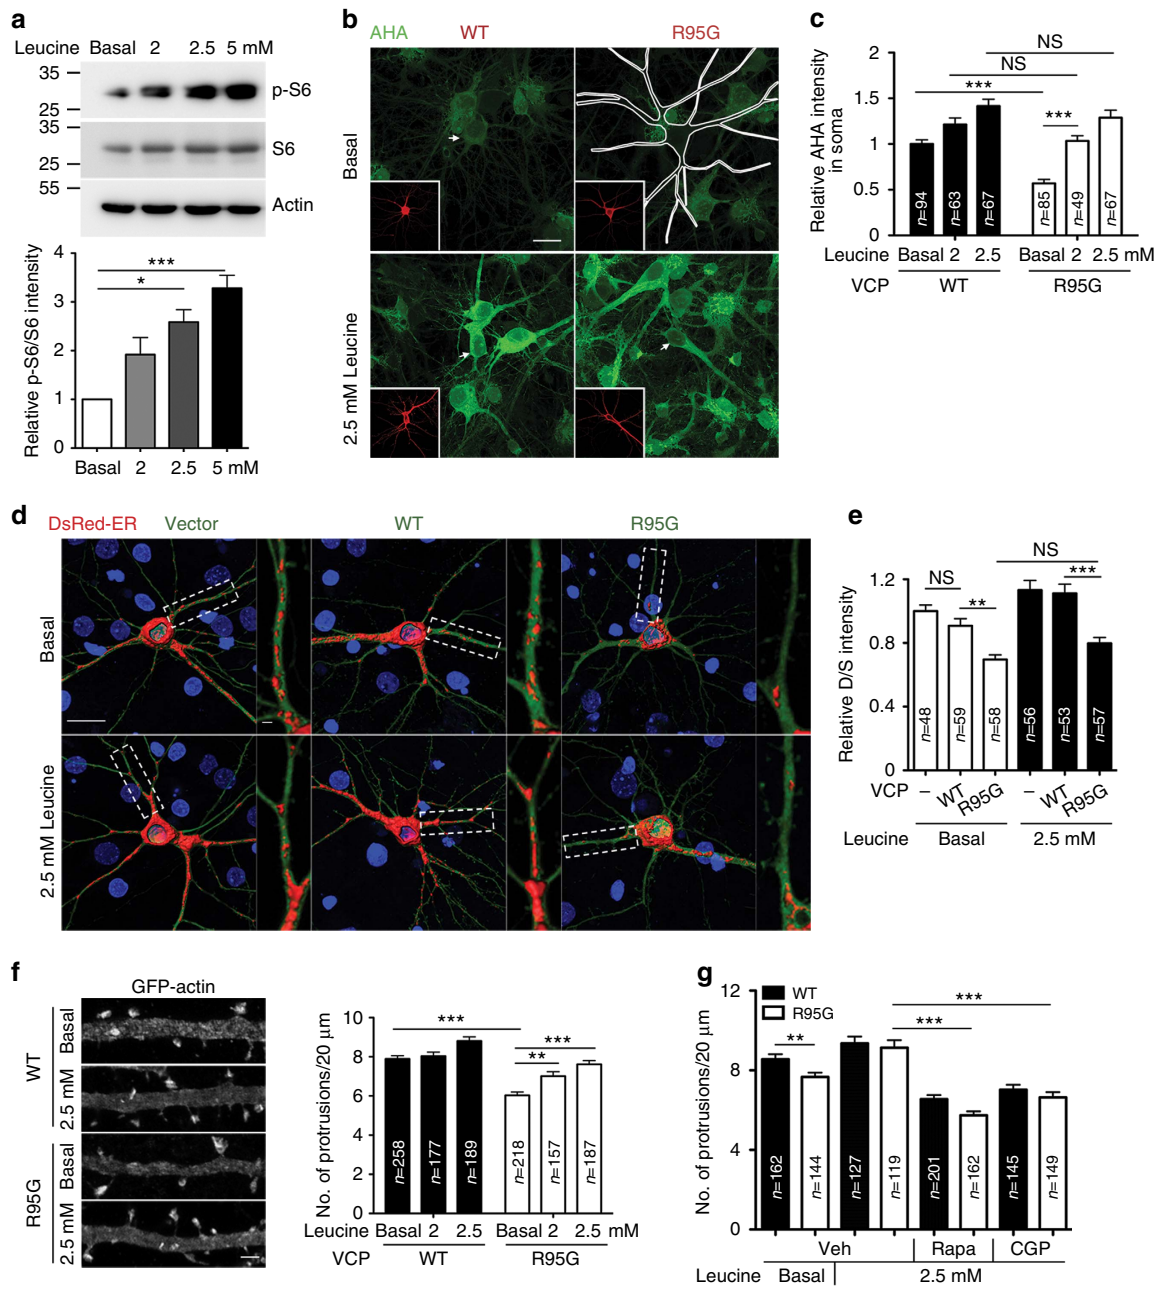 a
Leucine Basal 2 2.5 5 mM
35
25
p-S6
35
25
S6
55
Actin
Relative p-S6/S6 intensity
4
3
2
1
0
***
*
Basal 2 2.5 5 mM
b
AHA WT R95G
Basal
2.5 mM Leucine
c
Relative AHA intensity
in soma
2
1.5
1
0.5
0
NS
NS
***
***
n=94
n=63
n=67
n=85
n=49
n=67
Leucine Basal 2 2.5 Basal 2 2.5 mM
VCP WT R95G
d
DsRed-ER Vector WT R95G
Basal
2.5 mM Leucine
e
Relative D/S intensity
1.2
0.8
0.4
0
NS
NS
**
***
n=48
n=59
n=58
n=56
n=53
n=57
VCP – WT R95G – WT R95G
Leucine Basal 2.5 mM
f
GFP-actin
WT
Basal
2.5 mM
R95G
Basal
2.5 mM
No. of protrusions/20 µm
10
8
6
4
2
0
***
***
**
n=258
n=177
n=189
n=218
n=157
n=187
Leucine Basal 2 2.5 Basal 2 2.5 mM
VCP WT R95G
g
No. of protrusions/20 µm
12
8
4
0
WT
R95G
**
***
***
n=162
n=144
n=127
n=119
n=201
n=162
n=145
n=149
Veh Rapa CGP
Leucine Basal 2.5 mM